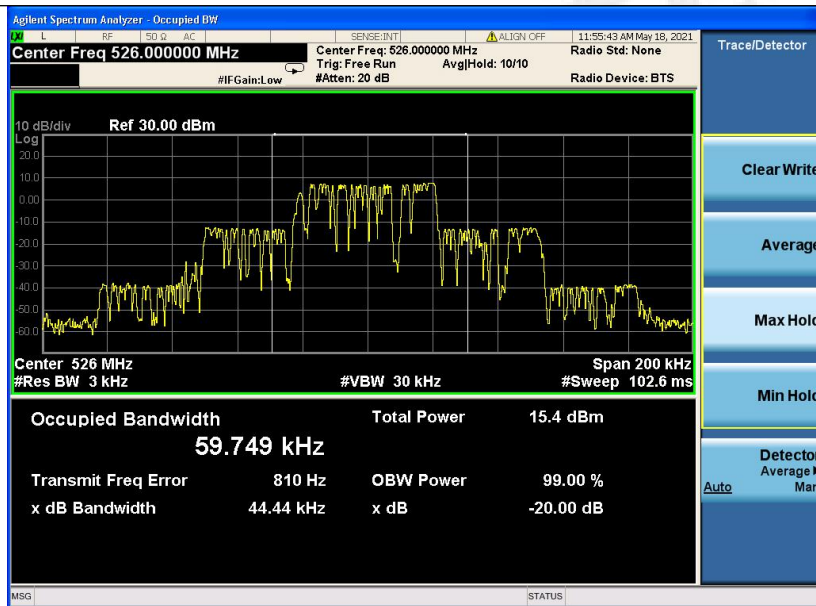 Agilent Spectrum Analyzer - Occupied BW
LXI L RF 50 Ω AC SENSE:INT ALIGN OFF 11:55:43 AM May 18, 2021
Center Freq 526.000000 MHz
Center Freq: 526.000000 MHz
Radio Std: None
Trig: Free Run Avg|Hold: 10/10
#IFGain:Low
#Atten: 20 dB
Radio Device: BTS
10 dB/div Ref 30.00 dBm
Log
20.0
10.0
0.00
-10.0
-20.0
-30.0
-40.0
-50.0
-60.0
Center 526 MHz Span 200 kHz
#Res BW 3 kHz #VBW 30 kHz #Sweep 102.6 ms
Occupied Bandwidth Total Power 15.4 dBm
59.749 kHz
Transmit Freq Error 810 Hz OBW Power 99.00 %
x dB Bandwidth 44.44 kHz x dB -20.00 dB
MSG STATUS
Trace/Detector
Clear Write
Average
Max Hold
Min Hold
Detector
Average
Auto Man